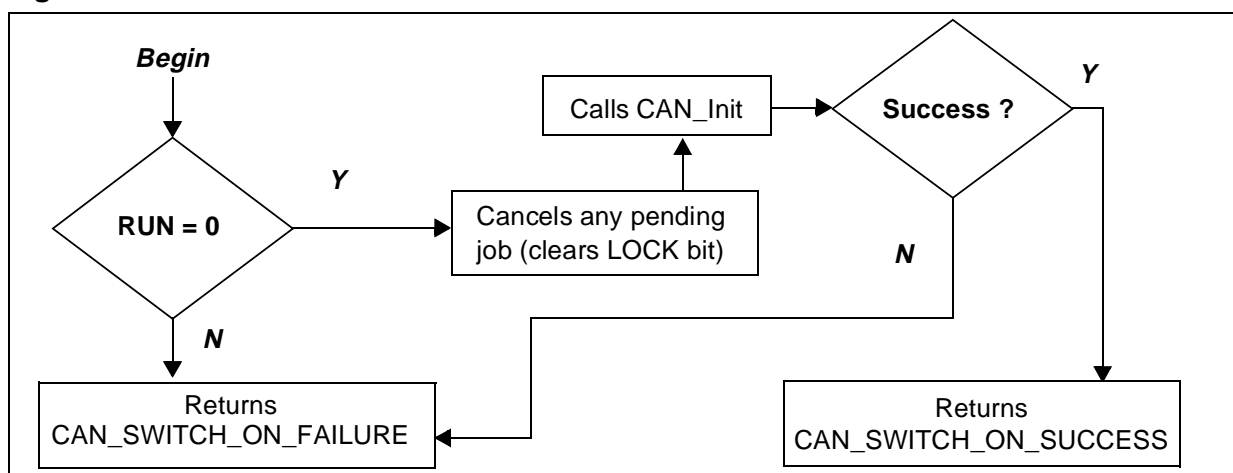 Begin
RUN = 0
Y
N
Cancels any pending
job (clears LOCK bit)
Calls CAN_Init
Success ?
Y
N
Returns
CAN_SWITCH_ON_FAILURE
Returns
CAN_SWITCH_ON_SUCCESS